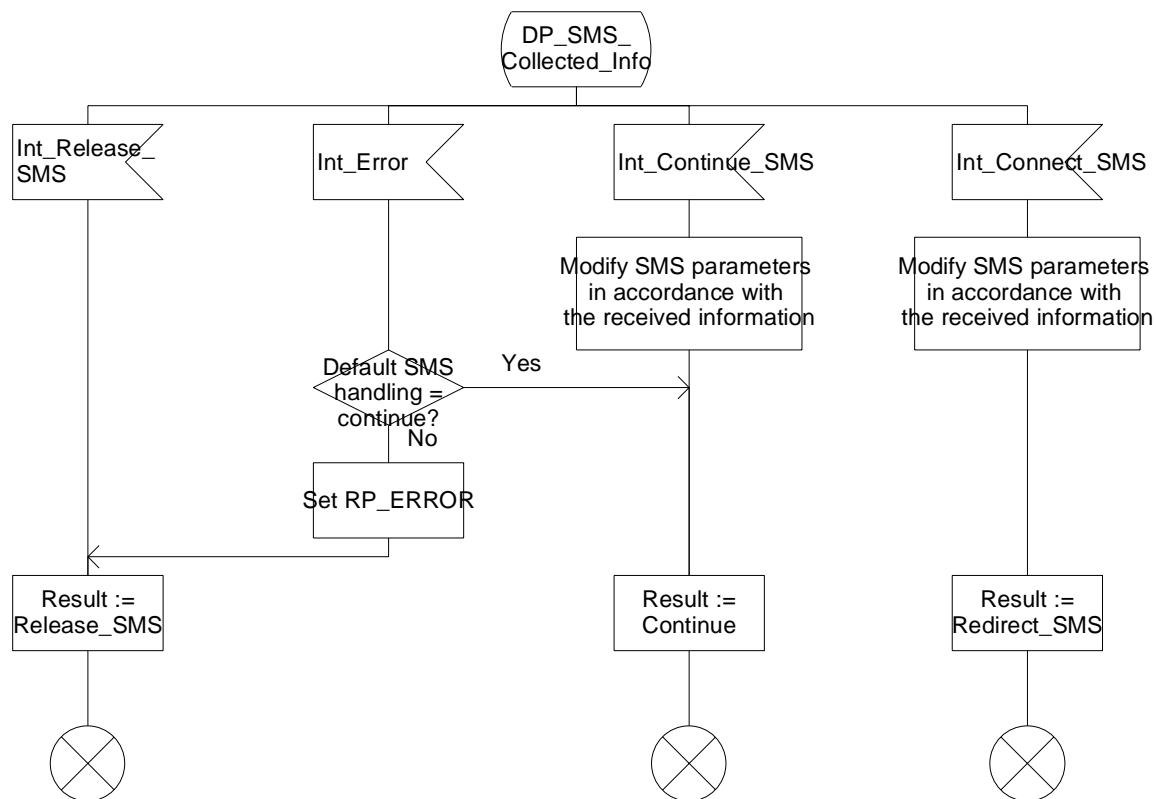 DP_SMS_
Collected_Info
Int_Release_
SMS
Int_Error
Int_Continue_SMS
Int_Connect_SMS
Modify SMS parameters
in accordance with
the received information
Modify SMS parameters
in accordance with
the received information
Default SMS
handling =
continue?
Yes
No
Set RP_ERROR
Result :=
Release_SMS
Result :=
Continue
Result :=
Redirect_SMS